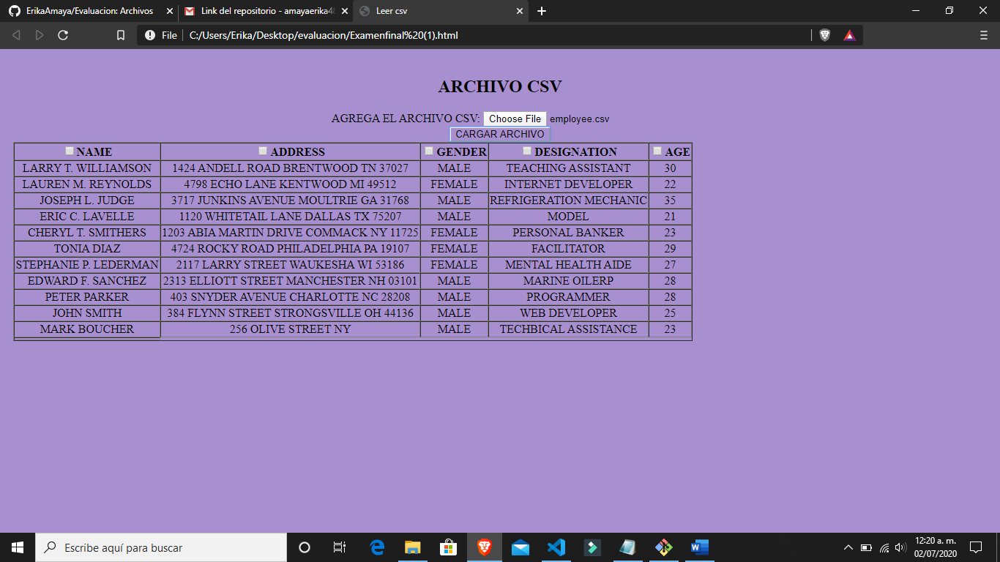 ErikaAmaya/Evaluacion: Archivos
Link del repositorio - amayaerika4
Leer csv
File C:/Users/Erika/Desktop/evaluacion/Examenfinal%20(1).html
ARCHIVO CSV
AGREGA EL ARCHIVO CSV: Choose File employee.csv
CARGAR ARCHIVO
NAME ADDRESS GENDER DESIGNATION AGE
LARRY T. WILLIAMSON 1424 ANDELL ROAD BRENTWOOD TN 37027 MALE TEACHING ASSISTANT 30
LAUREN M. REYNOLDS 4798 ECHO LANE KENTWOOD MI 49512 FEMALE INTERNET DEVELOPER 22
JOSEPH L. JUDGE 3717 JUNKINS AVENUE MOULTRIE GA 31768 MALE REFRIGERATION MECHANIC 35
ERIC C. LAVELLE 1120 WHITETAIL LANE DALLAS TX 75207 MALE MODEL 21
CHERYL T. SMITHERS 1203 ABIA MARTIN DRIVE COMMACK NY 11725 FEMALE PERSONAL BANKER 23
TONIA DIAZ 4724 ROCKY ROAD PHILADELPHIA PA 19107 FEMALE FACILITATOR 29
STEPHANIE P. LEDERMAN 2117 LARRY STREET WAUKESHA WI 53186 FEMALE MENTAL HEALTH AIDE 27
EDWARD F. SANCHEZ 2313 ELLIOTT STREET MANCHESTER NH 03101 MALE MARINE OILERP 28
PETER PARKER 403 SNYDER AVENUE CHARLOTTE NC 28208 MALE PROGRAMMER 28
JOHN SMITH 384 FLYNN STREET STRONGSVILLE OH 44136 MALE WEB DEVELOPER 25
MARK BOUCHER 256 OLIVE STREET NY MALE TECHBICAL ASSISTANCE 23
Escribe aquí para buscar
12:20 a. m.
02/07/2020